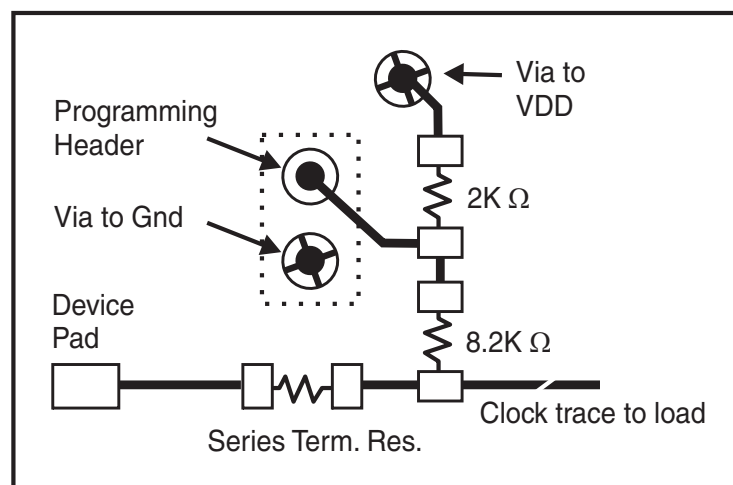 Via to
VDD
Programming
Header
2K Ω
Via to Gnd
Device
Pad
8.2K Ω
Clock trace to load
Series Term. Res.